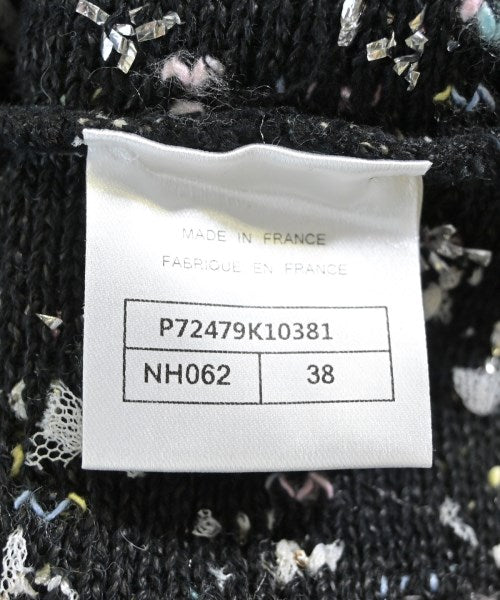 MADE IN FRANCE
FABRIQUE EN FRANCE
P72479K10381
NH062 38